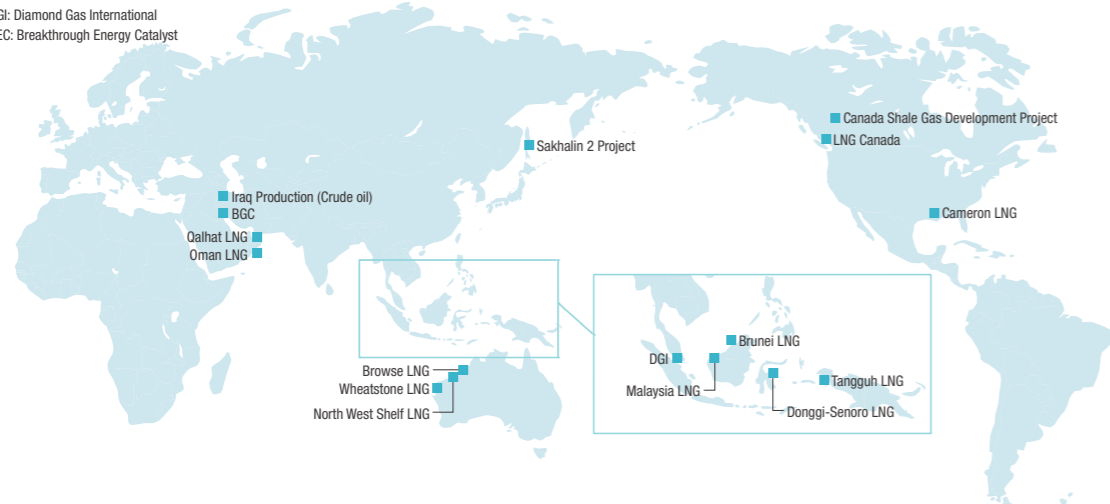 GI: Diamond Gas International
EC: Breakthrough Energy Catalyst
Canada Shale Gas Development Project
LNG Canada
Sakhalin 2 Project
Iraq Production (Crude oil)
BGC
Cameron LNG
Qalhat LNG
Oman LNG
Brunei LNG
DGI
Browse LNG
Tangguh LNG
Wheatstone LNG
Malaysia LNG
North West Shelf LNG
Donggi-Senoro LNG